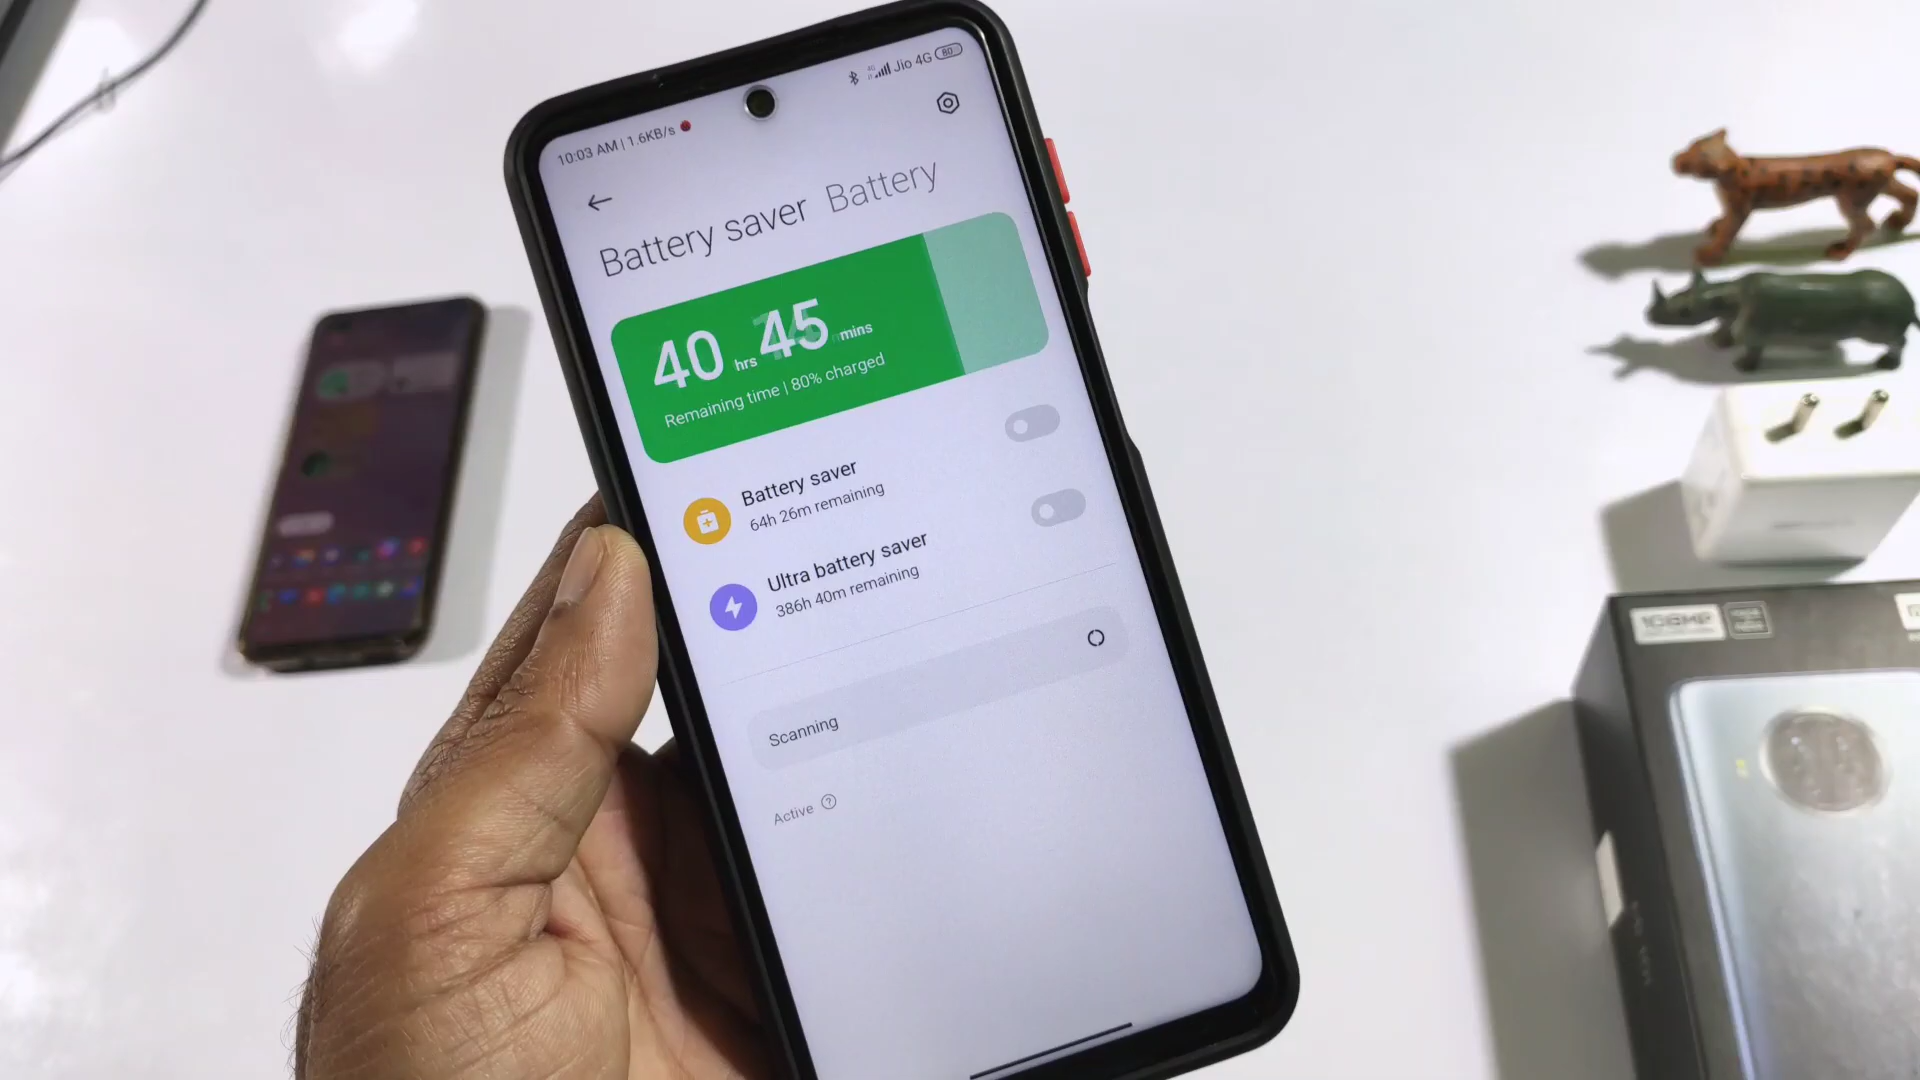 10:03 AM | 1.6KB/s
4G Jio 4G 80
Battery saver Battery
40 hrs 45 mins
Remaining time | 80% charged
Battery saver
64h 26m remaining
Ultra battery saver
386h 40m remaining
Scanning
Active ?
108MP